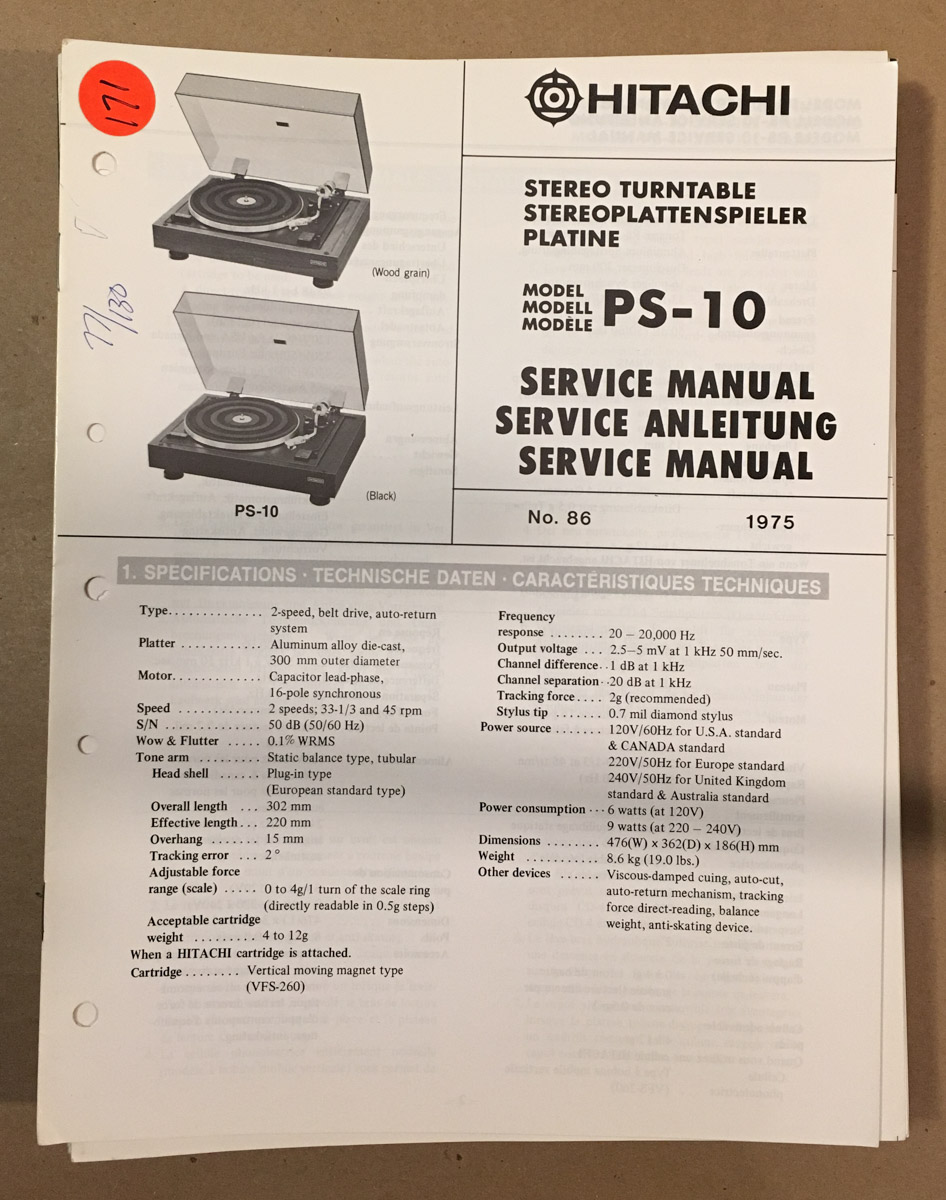 171
77/130
(Wood grain)
(Black)
PS-10
HITACHI
STEREO TURNTABLE
STEREOPLATTENSPIELER
PLATINE
MODEL
MODELL
MODÈLE
PS-10
SERVICE MANUAL
SERVICE ANLEITUNG
SERVICE MANUAL
No. 86 1975
1. SPECIFICATIONS · TECHNISCHE DATEN · CARACTÉRISTIQUES TECHNIQUES
Type. . . . . . . . . . . . . 2-speed, belt drive, auto-return
system
Platter . . . . . . . . . . . Aluminum alloy die-cast,
300 mm outer diameter
Motor. . . . . . . . . . . . Capacitor lead-phase,
16-pole synchronous
Speed . . . . . . . . . . . 2 speeds; 33-1/3 and 45 rpm
S/N . . . . . . . . . . . . . 50 dB (50/60 Hz)
Wow & Flutter . . . . . 0.1% WRMS
Tone arm . . . . . . . . . Static balance type, tubular
Head shell . . . . . . Plug-in type
(European standard type)
Overall length . . . 302 mm
Effective length . . . 220 mm
Overhang . . . . . . . 15 mm
Tracking error . . . 2°
Adjustable force
range (scale) . . . . . 0 to 4g/1 turn of the scale ring
(directly readable in 0.5g steps)
Acceptable cartridge
weight . . . . . . . . . 4 to 12g
When a HITACHI cartridge is attached.
Cartridge . . . . . . . . Vertical moving magnet type
(VFS-260)
Frequency
response . . . . . . . . 20 – 20,000 Hz
Output voltage . . . 2.5–5 mV at 1 kHz 50 mm/sec.
Channel difference . . 1 dB at 1 kHz
Channel separation . . 20 dB at 1 kHz
Tracking force . . . . 2g (recommended)
Stylus tip . . . . . . . 0.7 mil diamond stylus
Power source . . . . . . . 120V/60Hz for U.S.A. standard
& CANADA standard
220V/50Hz for Europe standard
240V/50Hz for United Kingdom
standard & Australia standard
Power consumption . . . 6 watts (at 120V)
9 watts (at 220 – 240V)
Dimensions . . . . . . . . 476(W) x 362(D) x 186(H) mm
Weight . . . . . . . . . . . 8.6 kg (19.0 lbs.)
Other devices . . . . . . Viscous-damped cuing, auto-cut,
auto-return mechanism, tracking
force direct-reading, balance
weight, anti-skating device.